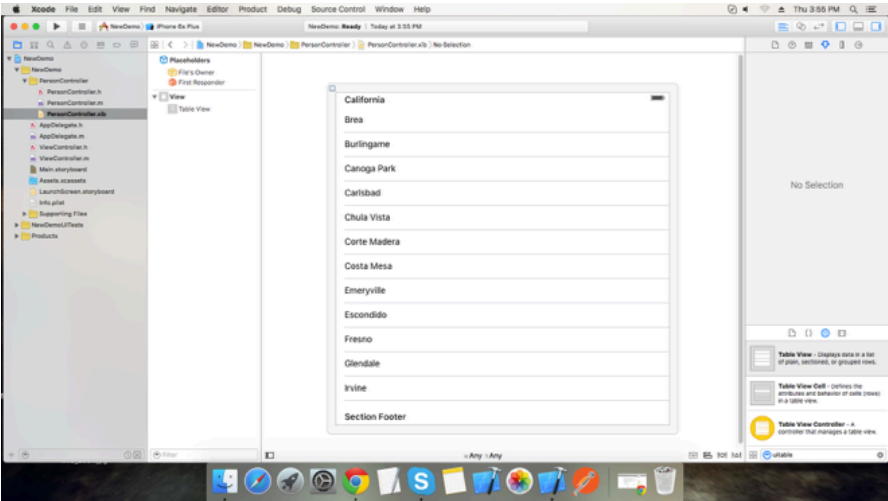 Xcode File Edit View Find Navigate Editor Product Debug Source Control Window Help
Thu 3:55 PM
NewDemo iPhone 6s Plus
NewDemo: Ready | Today at 3:55 PM
NewDemo NewDemo PersonController PersonController.xib No Selection
NewDemo
NewDemo
PersonController
PersonController.h
PersonController.m
PersonController.xib
AppDelegate.h
AppDelegate.m
ViewController.h
ViewController.m
Main.storyboard
Assets.xcassets
LaunchScreen.storyboard
Info.plist
Supporting Files
NewDemoUITests
Products
Placeholders
File's Owner
First Responder
View
Table View
California
Brea
Burlingame
Canoga Park
Carlsbad
Chula Vista
Corte Madera
Costa Mesa
Emeryville
Escondido
Fresno
Glendale
Irvine
Section Footer
No Selection
Table View - Displays data in a list
of plain, sectioned, or grouped rows.
Table View Cell - Defines the
attributes and behavior of cells (rows)
in a table view.
Table View Controller - A
controller that manages a table view.
Filter
wAny hAny
uitable